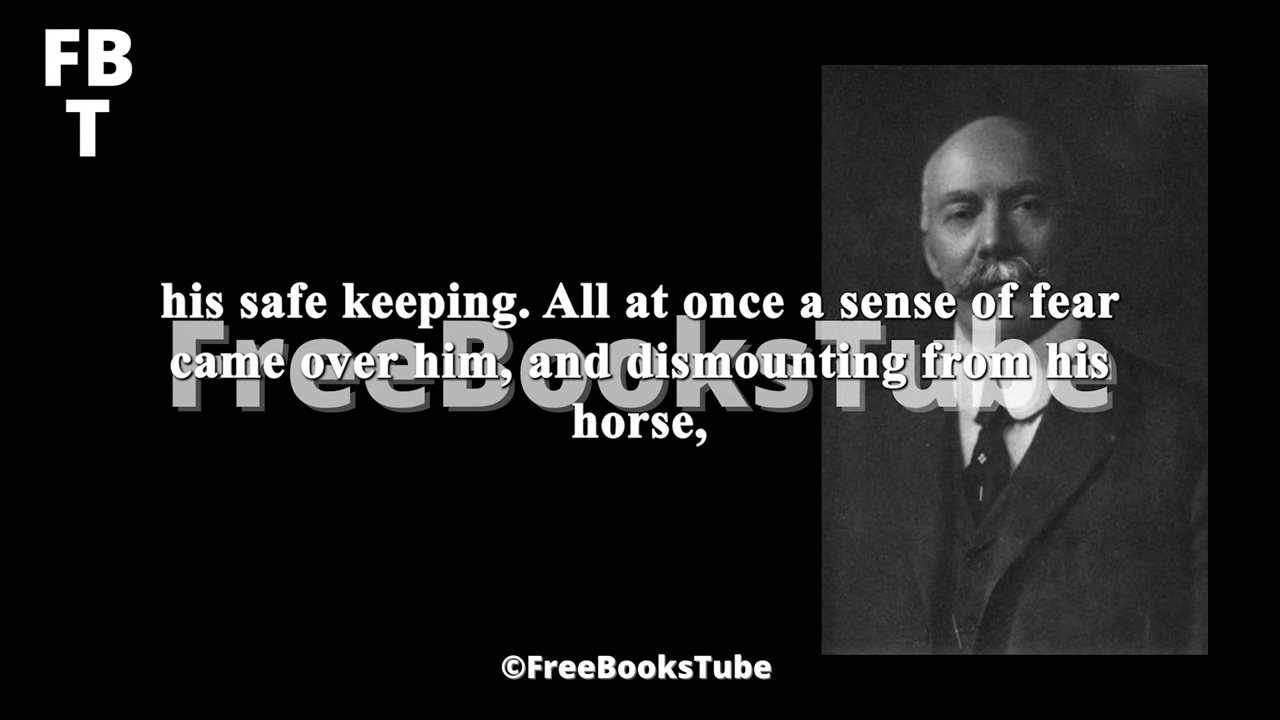 FB
T
his safe keeping. All at once a sense of fear
FreeBooksTube
came over him, and dismounting from his
horse,
©FreeBooksTube